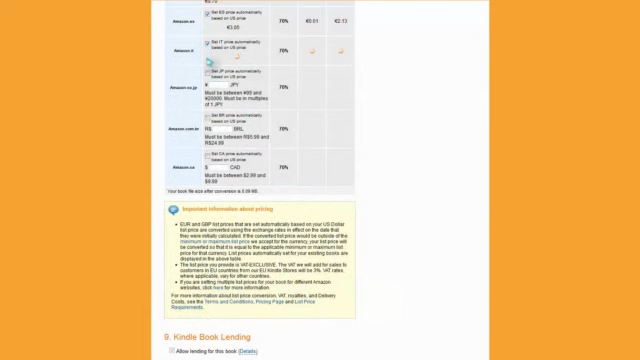 Set ES price automatically
based on US price
Amazon.es
€3.05
70%
€0.01
€2.13
Set IT price automatically
based on US price
Amazon.it
70%
Set JP price automatically
based on US price
Amazon.co.jp
¥ JPY
Must be between ¥99 and
¥20000. Must be in multiples
of 1 JPY.
70%
Set BR price automatically
based on US price
Amazon.com.br
R$ BRL
Must be between R$5.99 and
R$24.99
70%
Set CA price automatically
based on US price
Amazon.ca
$ CAD
Must be between $2.99 and
$9.99
70%
Your book file size after conversion is 0.09 MB.
Important information about pricing
• EUR and GBP list prices that are set automatically based on your US Dollar
list price are converted using the exchange rates in effect on the date that
they were initially calculated. If the converted list price would be outside of the
minimum or maximum list price we accept for the currency, your list price will
be converted so that it is equal to the applicable minimum or maximum list
price for that currency. List prices automatically set for your existing books are
displayed in the above table.
• The list price you provide is VAT-EXCLUSIVE. The VAT we will add for sales to
customers in EU countries from our EU Kindle Stores will be 3%. VAT rates,
where applicable, vary for other countries.
• If you are setting multiple list prices for your book for different Amazon
websites, click here for more information.
For more information about list price conversion, VAT, royalties, and Delivery
Costs, see the Terms and Conditions, Pricing Page and List Price
Requirements.
9. Kindle Book Lending
Allow lending for this book (Details)